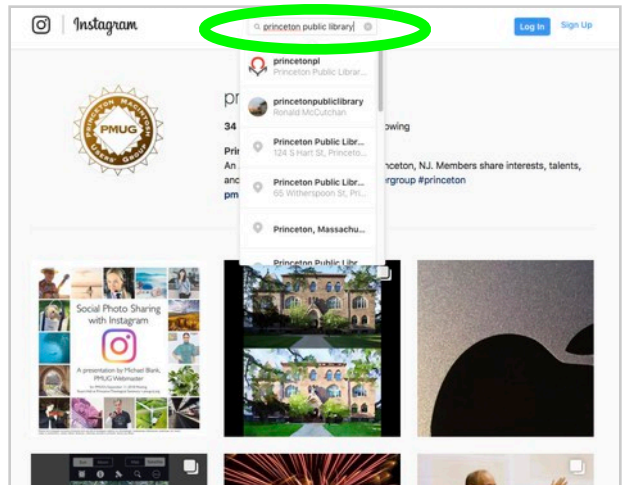 Instagram
princeton public library
Log In
Sign Up
princetonpl
Princeton Public Librar...
princetonpubliclibrary
Ronald McCutchan
Princeton Public Libr...
124 S Hart St, Princeto...
Princeton Public Libr...
65 Witherspoon St, Pri...
Princeton, Massachu...
Princeton Public Libr
pr
34
owing
Pri
An
nceton, NJ. Members share interests, talents,
and
ergroup #princeton
pm
PRINCETON MACINTOSH
PMUG
USERS' GROUP
Social Photo Sharing
with Instagram
A presentation by Michael Blank,
PMUG Webmaster